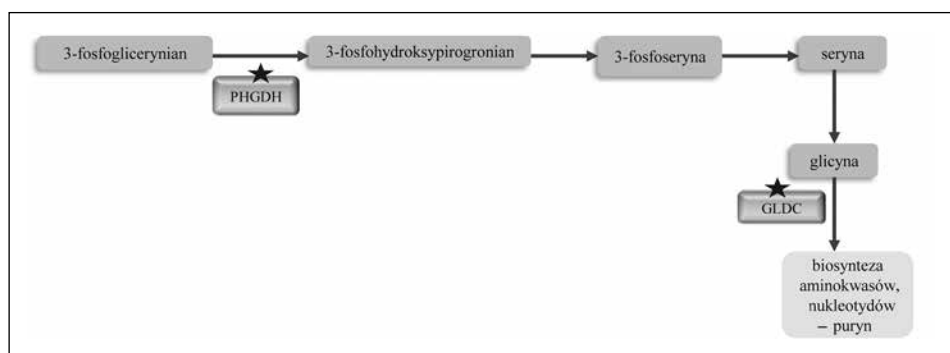 3-fosfoglicerynian
3-fosfohydroksypirogronian
3-fosfoseryna
seryna
PHGDH
glicyna
GLDC
biosynteza
aminokwasów,
nukleotydów
– puryn